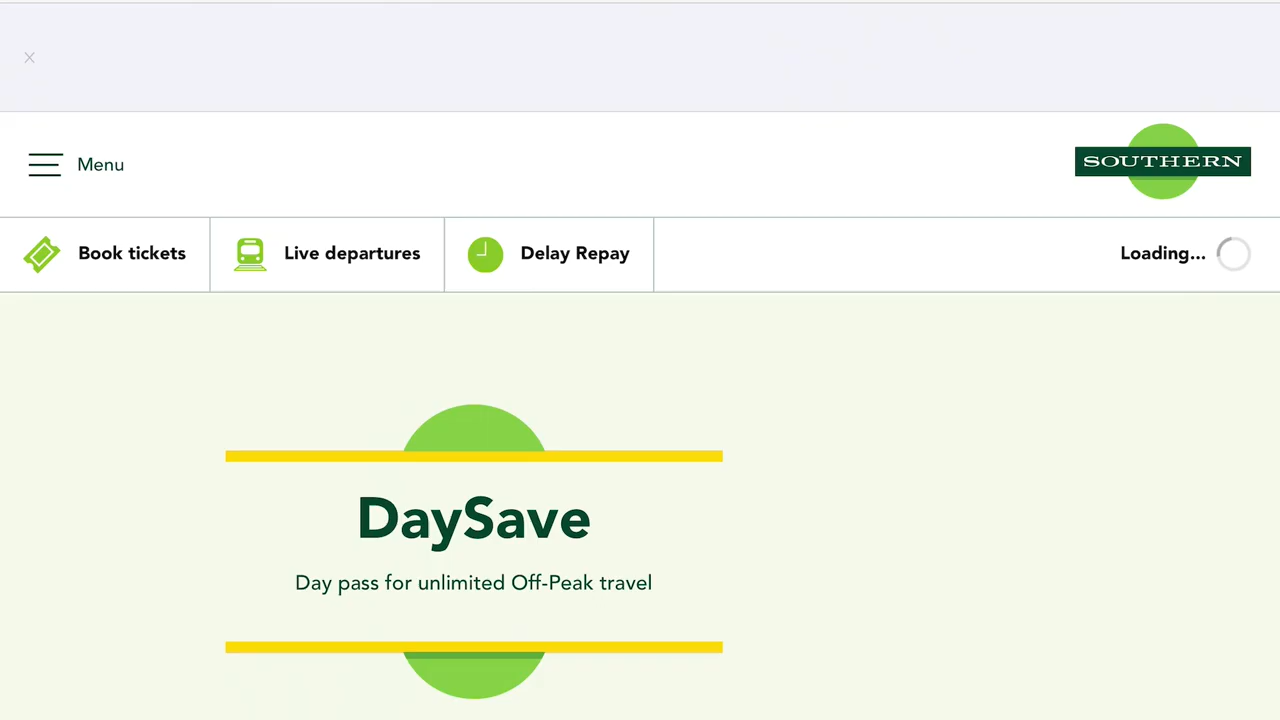 Menu
SOUTHERN
Book tickets
Live departures
Delay Repay
Loading...
DaySave
Day pass for unlimited Off-Peak travel